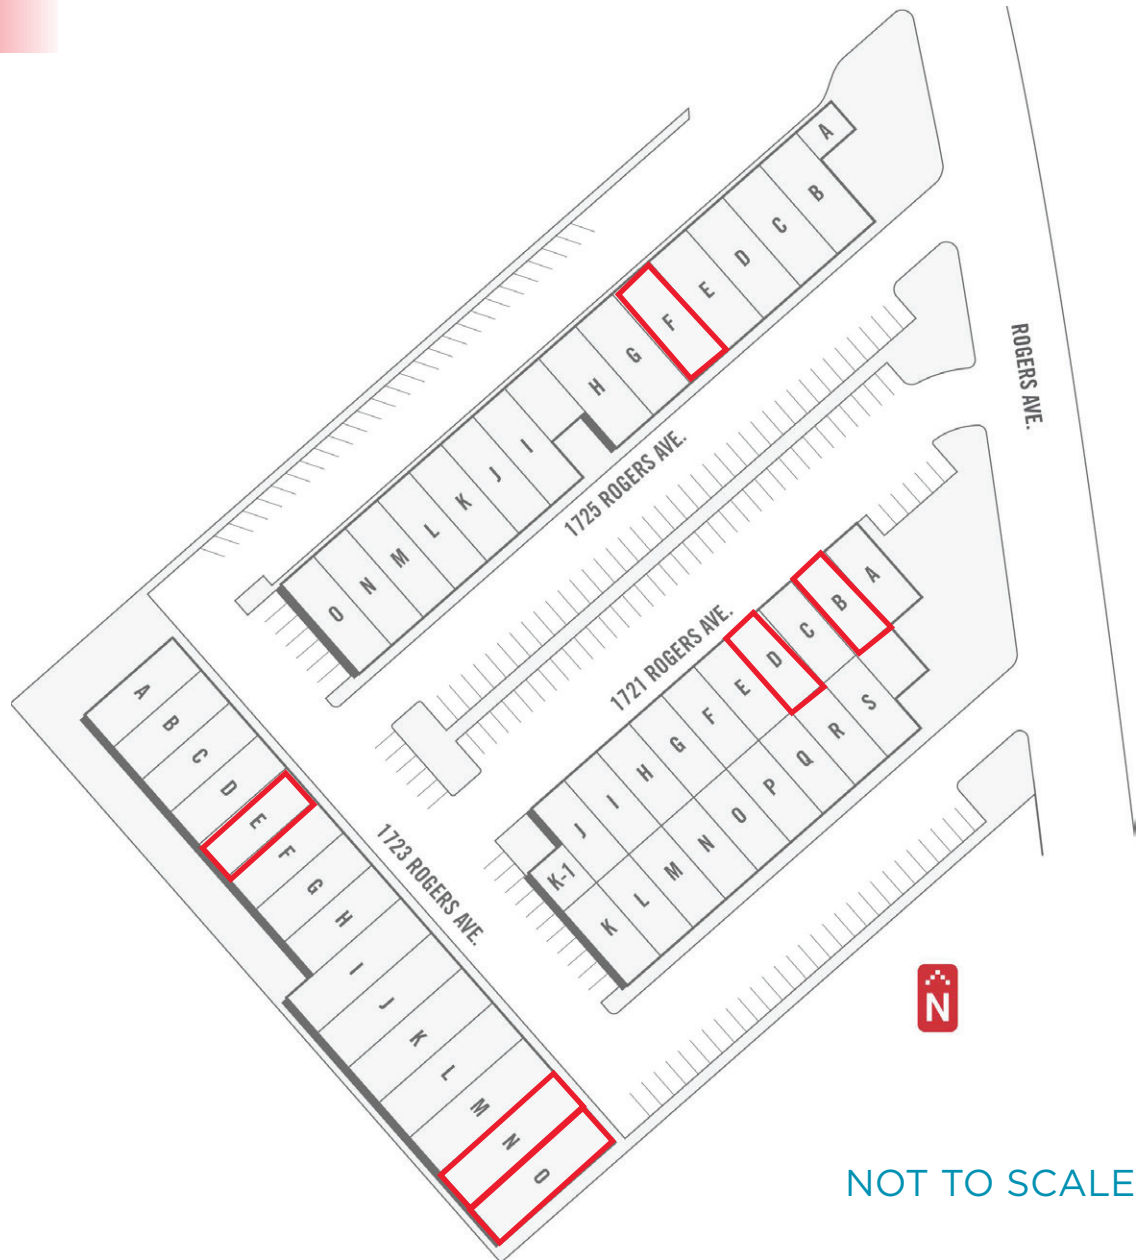 A
B
C
D
E
F
G
H
I
J
K
L
M
N
O
1725 ROGERS AVE.
ROGERS AVE.
1721 ROGERS AVE.
A
B
C
D
E
F
G
H
I
J
K-1
K
L
M
N
O
P
Q
R
S
1723 ROGERS AVE.
A
B
C
D
E
F
G
H
I
J
K
L
M
N
O
N
NOT TO SCALE